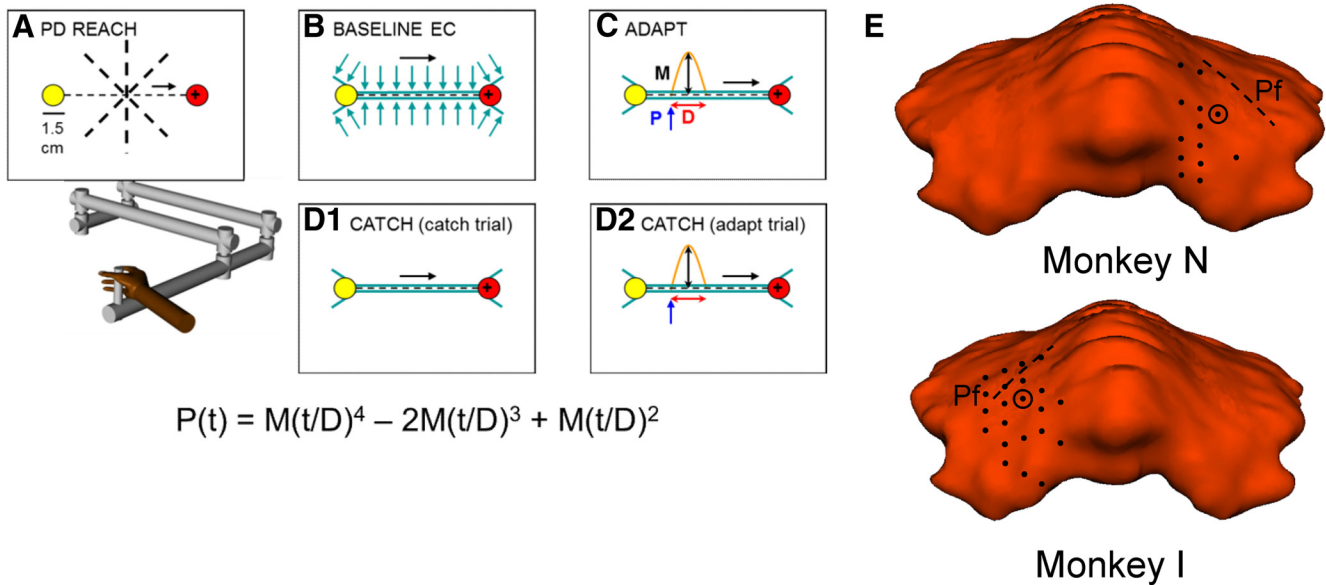 A PD REACH
+
1.5
cm
B BASELINE EC
+
C ADAPT
M
P D
+
D1 CATCH (catch trial)
+
D2 CATCH (adapt trial)
+
P(t) = M(t/D)⁴ – 2M(t/D)³ + M(t/D)²
E
Pf
Monkey N
Pf
Monkey I